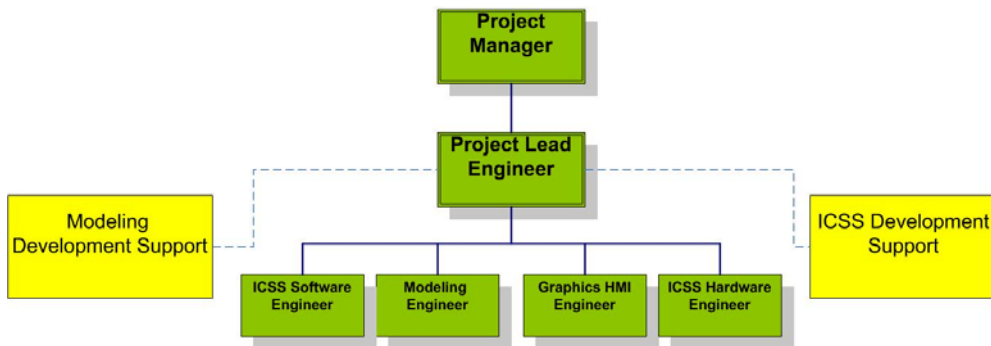 Project
Manager
Project Lead
Engineer
Modeling
Development Support
ICSS Development
Support
ICSS Software
Engineer
Modeling
Engineer
Graphics HMI
Engineer
ICSS Hardware
Engineer